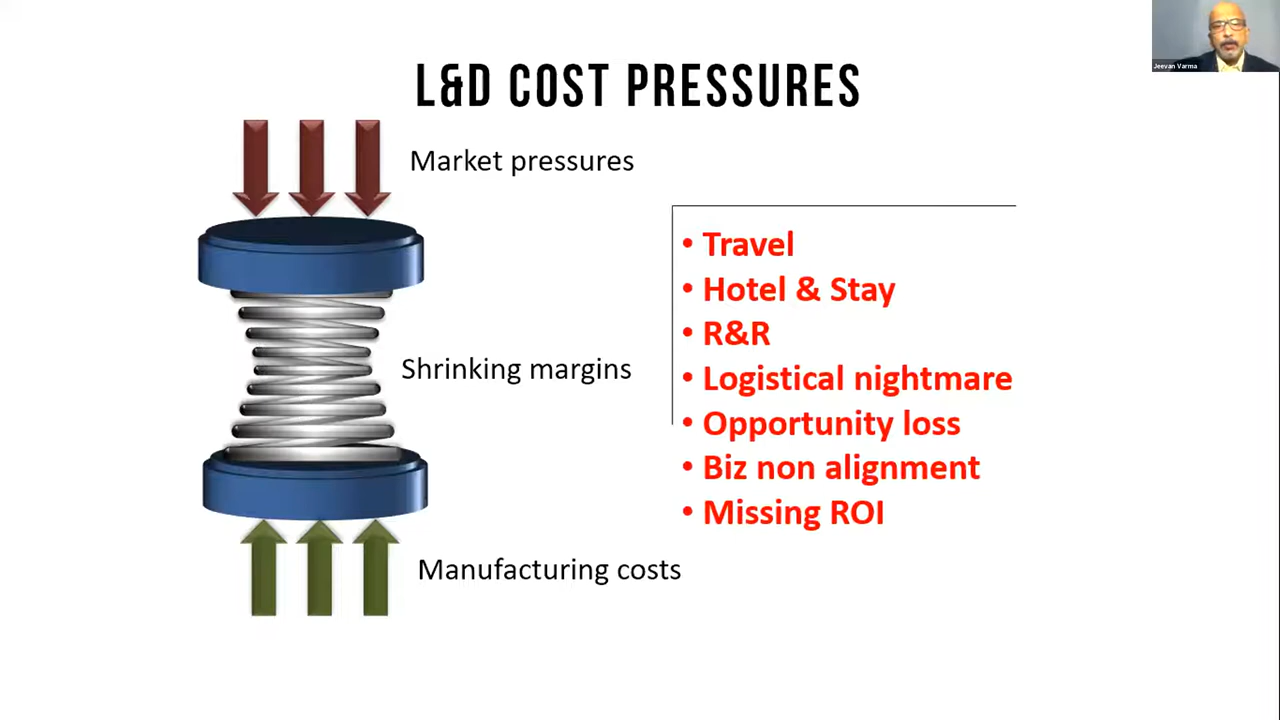 Jeevan Varma
L&D COST PRESSURES
Market pressures
Shrinking margins
Manufacturing costs
• Travel
• Hotel & Stay
• R&R
• Logistical nightmare
• Opportunity loss
• Biz non alignment
• Missing ROI